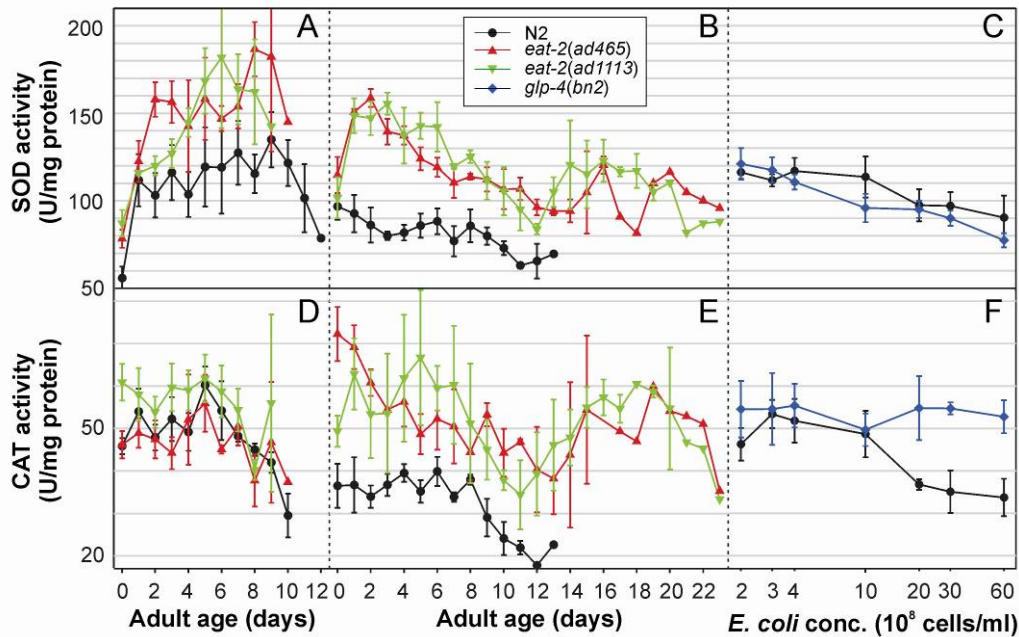 A
B
C
N2
eat-2(ad465)
eat-2(ad1113)
glp-4(bn2)
SOD activity
(U/mg protein)
200
150
100
50
D
E
F
CAT activity
(U/mg protein)
50
20
0 2 4 6 8 10 12
0 2 4 6 8 10 12 14 16 18 20 22
2 3 4 10 20 30 60
Adult age (days)
Adult age (days)
E. coli conc. (10⁸ cells/ml)